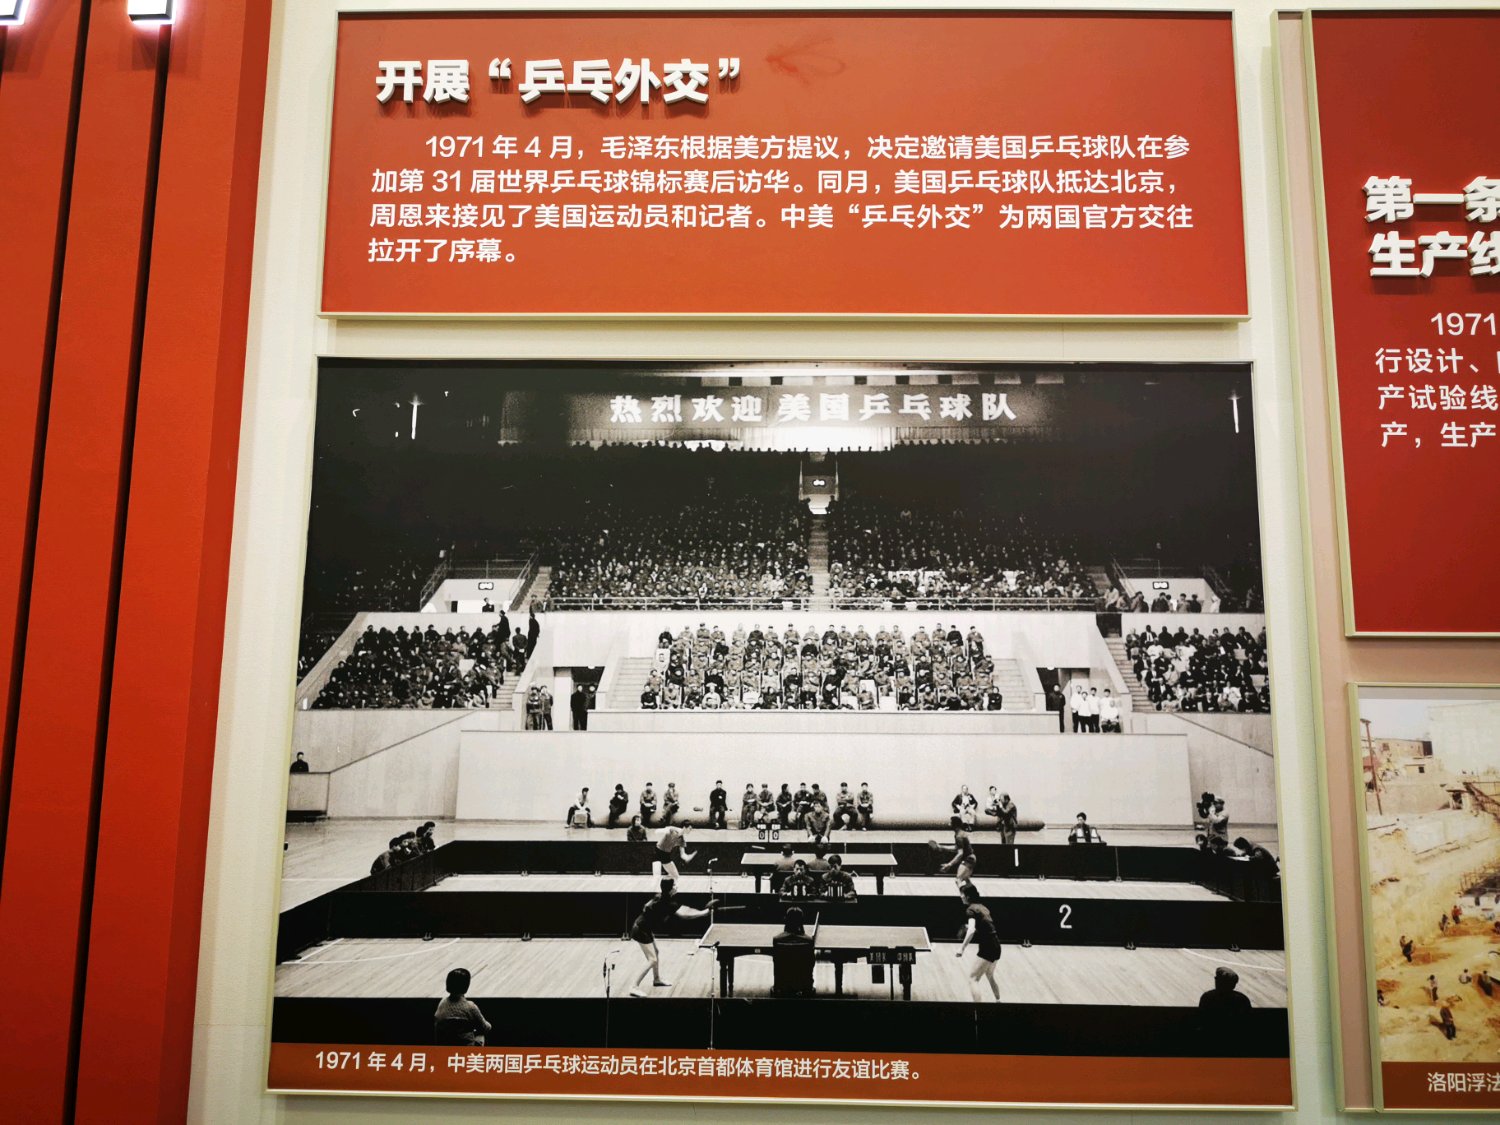 开展“乒乓外交”
1971年4月，毛泽东根据美方提议，决定邀请美国乒乓球队在参
加第31届世界乒乓球锦标赛后访华。同月，美国乒乓球队抵达北京，
周恩来接见了美国运动员和记者。中美“乒乓外交”为两国官方交往
拉开了序幕。
热烈欢迎美国乒乓球队
1
2
1971年4月，中美两国乒乓球运动员在北京首都体育馆进行友谊比赛。
第一条
生产线
1971
行设计、
产试验线
产，生产
洛阳浮法